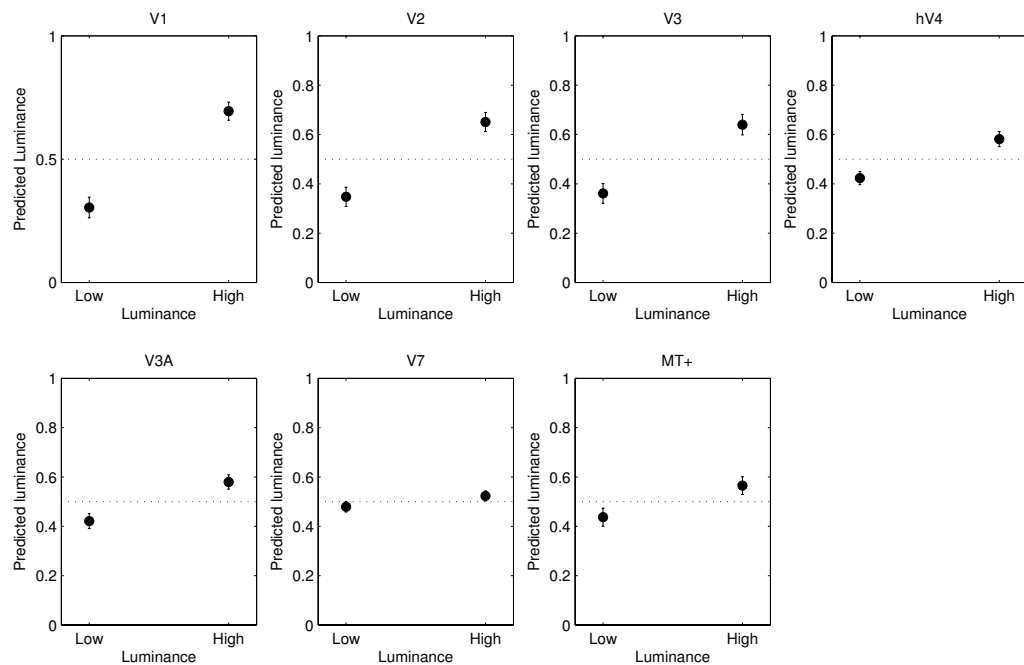 V1
V2
V3
hV4
1
0.5
0
Predicted Luminance
Low
High
Luminance
1
0.8
0.6
0.4
0.2
0
Predicted luminance
Low
High
Luminance
1
0.8
0.6
0.4
0.2
0
Predicted luminance
Low
High
Luminance
1
0.8
0.6
0.4
0.2
0
Predicted luminance
Low
High
Luminance
V3A
V7
MT+
1
0.8
0.6
0.4
0.2
0
Predicted luminance
Low
High
Luminance
1
0.8
0.6
0.4
0.2
0
Predicted luminance
Low
High
Luminance
1
0.8
0.6
0.4
0.2
0
Predicted luminance
Low
High
Luminance